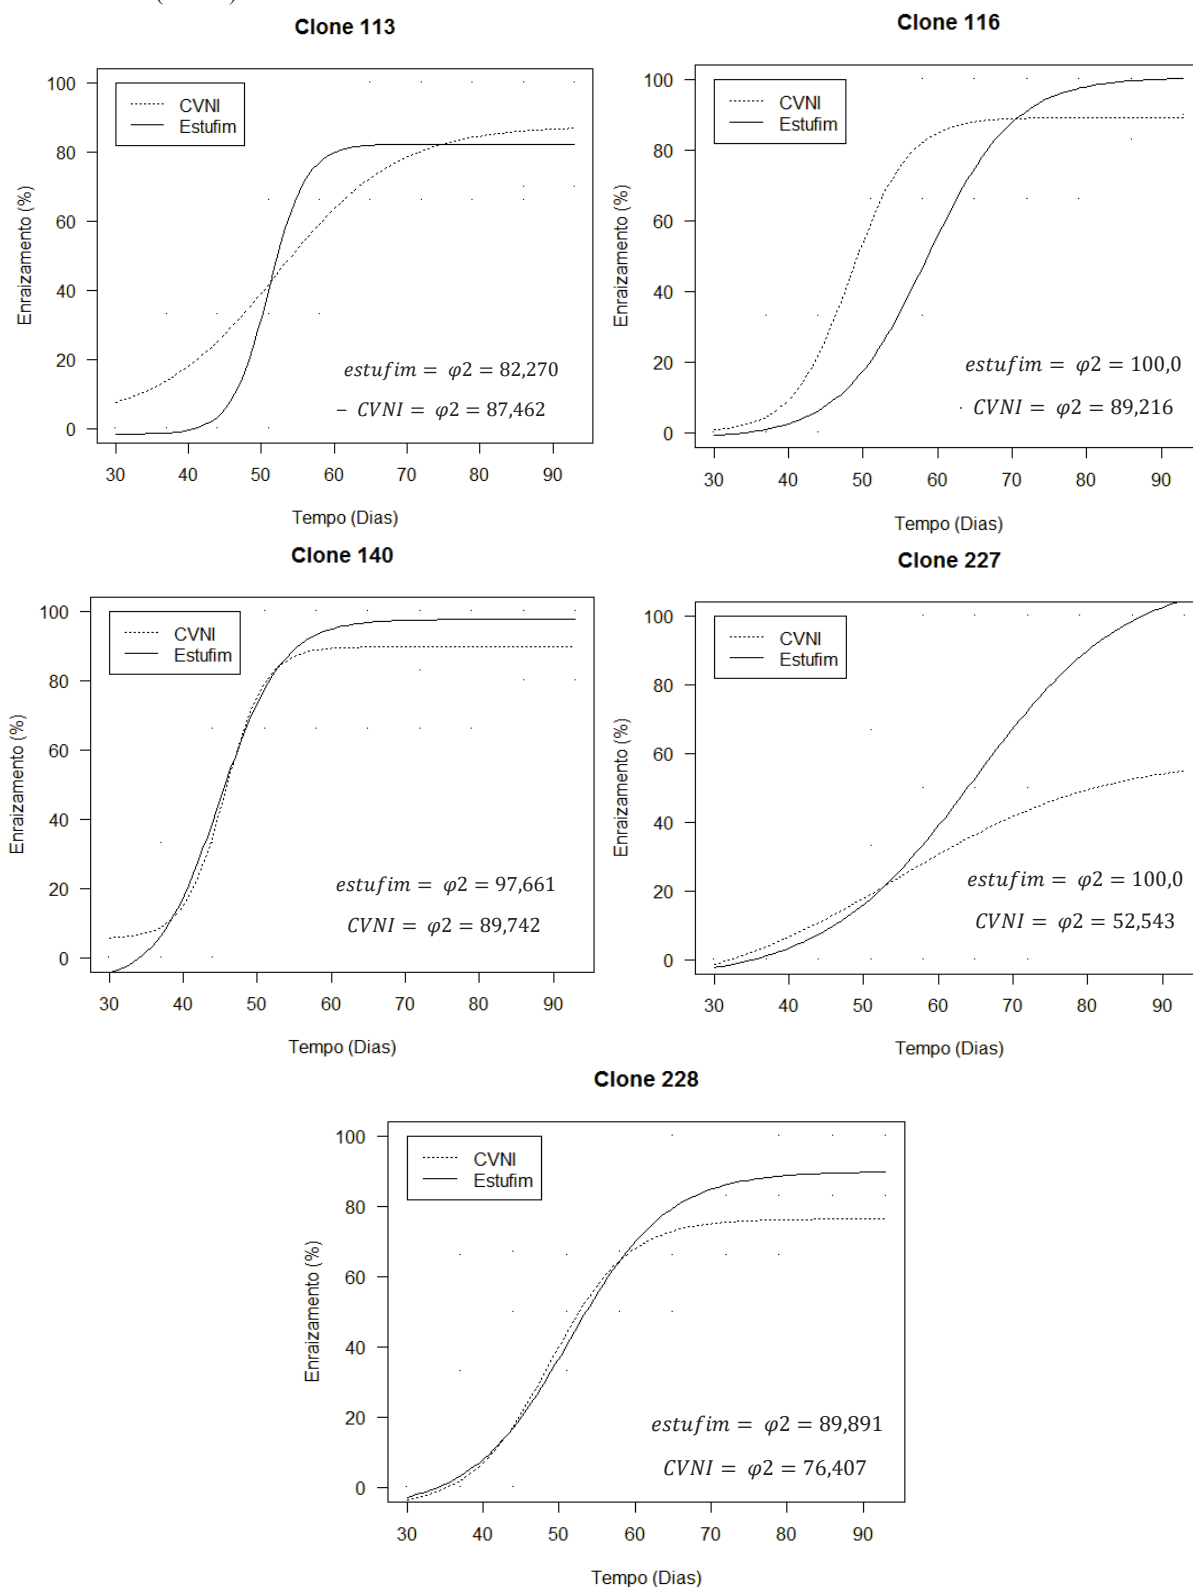 Clone 113
CVNI
Estufim
Enraizamento (%)
100
80
60
40
20
0
estufim = φ2 = 82,270
− CVNI = φ2 = 87,462
30 40 50 60 70 80 90
Tempo (Dias)
Clone 116
CVNI
Estufim
Enraizamento (%)
100
80
60
40
20
0
estufim = φ2 = 100,0
CVNI = φ2 = 89,216
30 40 50 60 70 80 90
Tempo (Dias)
Clone 140
CVNI
Estufim
Enraizamento (%)
100
80
60
40
20
0
estufim = φ2 = 97,661
CVNI = φ2 = 89,742
30 40 50 60 70 80 90
Tempo (Dias)
Clone 227
CVNI
Estufim
Enraizamento (%)
100
80
60
40
20
0
estufim = φ2 = 100,0
CVNI = φ2 = 52,543
30 40 50 60 70 80 90
Tempo (Dias)
Clone 228
CVNI
Estufim
Enraizamento (%)
100
80
60
40
20
0
estufim = φ2 = 89,891
CVNI = φ2 = 76,407
30 40 50 60 70 80 90
Tempo (Dias)